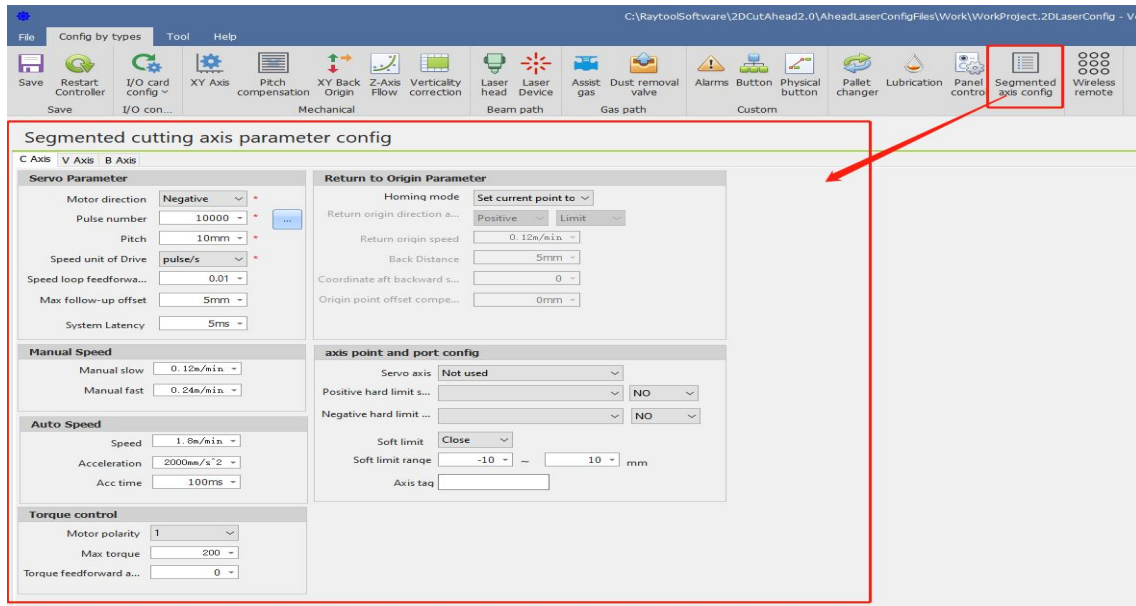 C:\RaytoolSoftware\2DCutAhead2.0\AheadLaserConfigFiles\Work\WorkProject.2DLaserConfig - Ve
File Config by types Tool Help
Save Restart Controller I/O card config XY Axis Pitch compensation XY Back Origin Z-Axis Fllow Verticality correction Laser head Laser Device Assist gas Dust removal valve Alarms Button Physical button Pallet changer Lubrication Panel contro Segmented axis config Wireless remote
Save I/O con... Mechanical Beam path Gas path Custom
Segmented cutting axis parameter config
C Axis V Axis B Axis
Servo Parameter
Motor direction Negative *
Pulse number 10000 * ...
Pitch 10mm *
Speed unit of Drive pulse/s *
Speed loop feedforwa... 0.01
Max follow-up offset 5mm
System Latency 5ms
Manual Speed
Manual slow 0.12m/min
Manual fast 0.24m/min
Auto Speed
Speed 1.8m/min
Acceleration 2000mm/s^2
Acc time 100ms
Torque control
Motor polarity 1
Max torque 200
Torque feedforward a... 0
Return to Origin Parameter
Homing mode Set current point to
Return origin direction a... Positive Limit
Return origin speed 0.12m/min
Back Distance 5mm
Coordinate aft backward s... 0
Origin point offset compe... 0mm
axis point and port config
Servo axis Not used
Positive hard limit s... NO
Negative hard limit ... NO
Soft limit Close
Soft limit range -10 ~ 10 mm
Axis tag